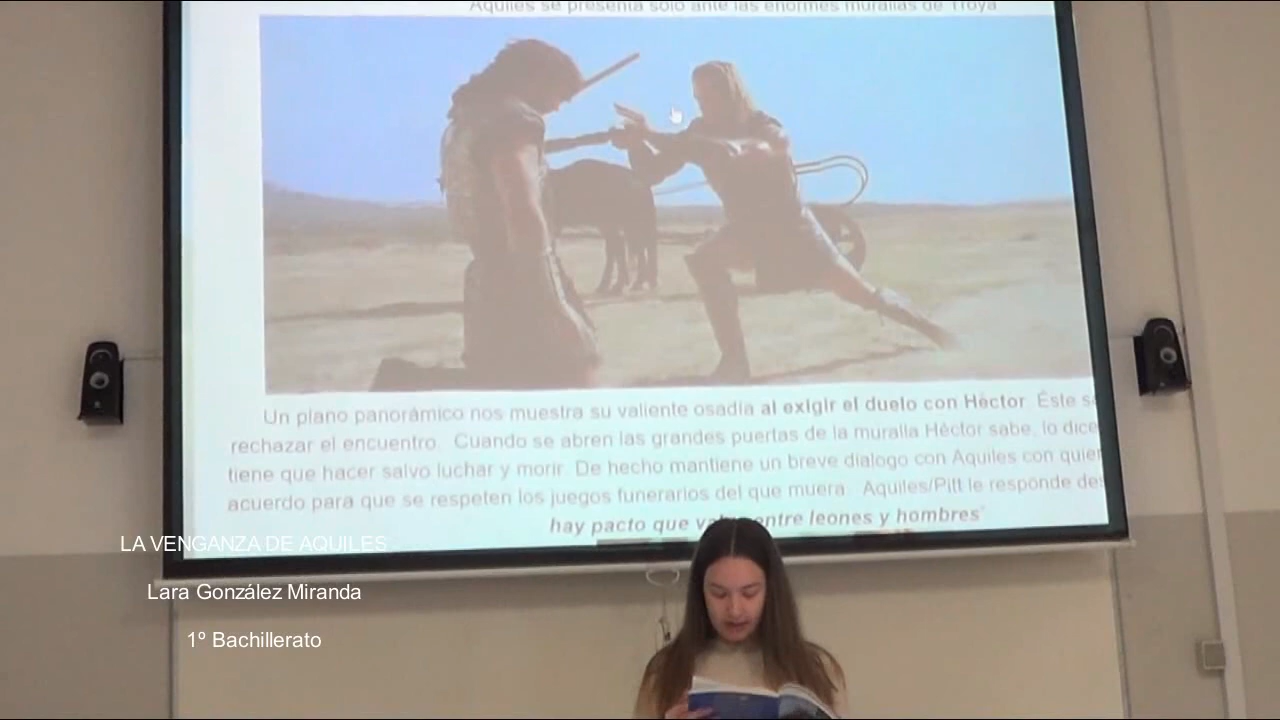 Aquiles se presenta solo ante las enormes murallas de Troya
Un plano panorámico nos muestra su valiente osadía al exigir el duelo con Héctor. Éste
rechazar el encuentro. Cuando se abren las grandes puertas de la muralla Héctor sabe, lo dice
tiene que hacer salvo luchar y morir. De hecho mantiene un breve dialogo con Aquiles con
acuerdo para que se respeten los juegos funerarios del que muera. Aquiles/Pitt le responde
hay pacto que entre leones y hombres"
LA VENGANZA DE AQUILES
Lara González Miranda
1º Bachillerato